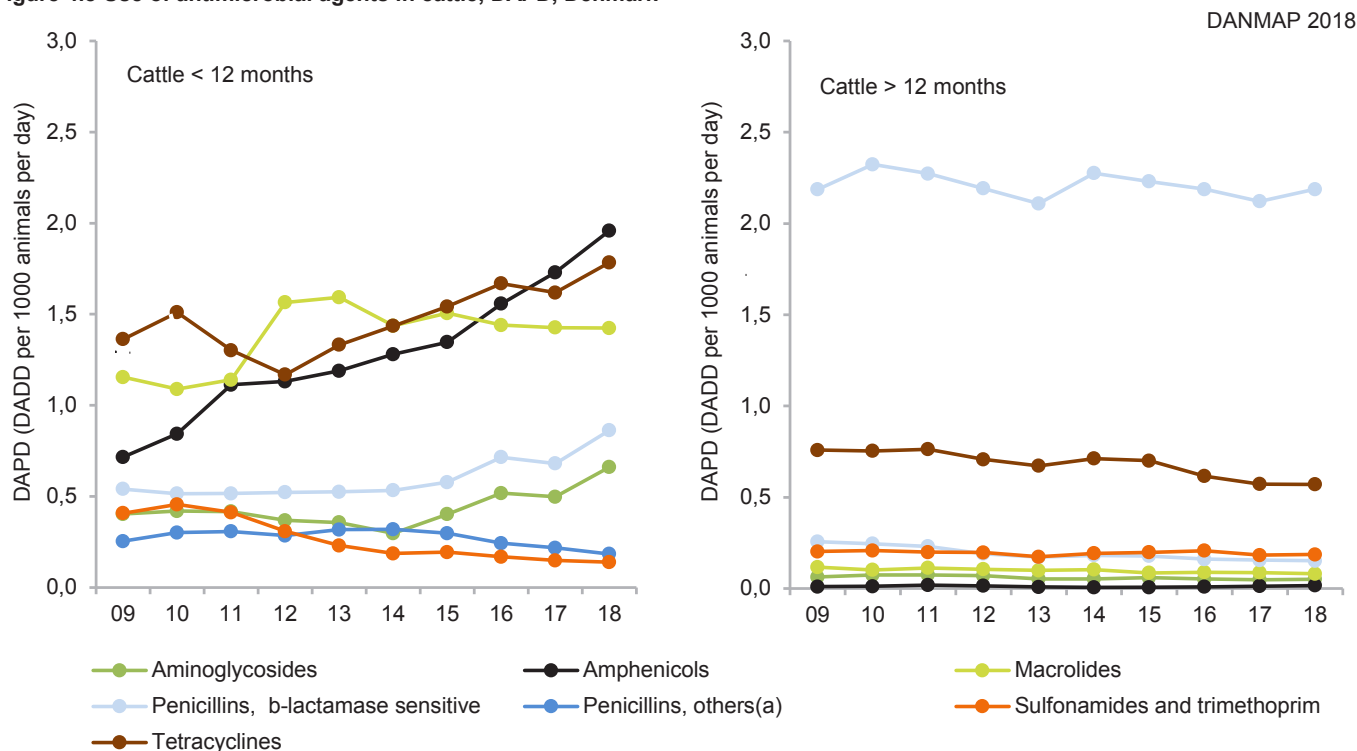 DANMAP 2018
DAPD (DADD per 1000 animals per day)
3,0
2,5
2,0
1,5
1,0
0,5
0,0
Cattle < 12 months
09 10 11 12 13 14 15 16 17 18
DAPD (DADD per 1000 animals per day)
3,0
2,5
2,0
1,5
1,0
0,5
0,0
Cattle > 12 months
09 10 11 12 13 14 15 16 17 18
Aminoglycosides Amphenicols Macrolides
Penicillins, b-lactamase sensitive Penicillins, others(a) Sulfonamides and trimethoprim
Tetracyclines